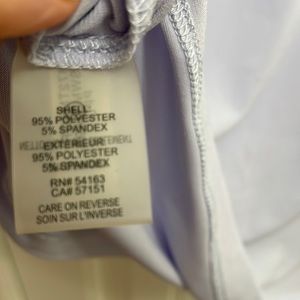 SHELL
95% POLYESTER
5% SPANDEX
EXTÉRIEUR
95% POLYESTER
5% SPANDEX
RN# 54163
CA# 57151
CARE ON REVERSE
SOIN SUR L'INVERSE